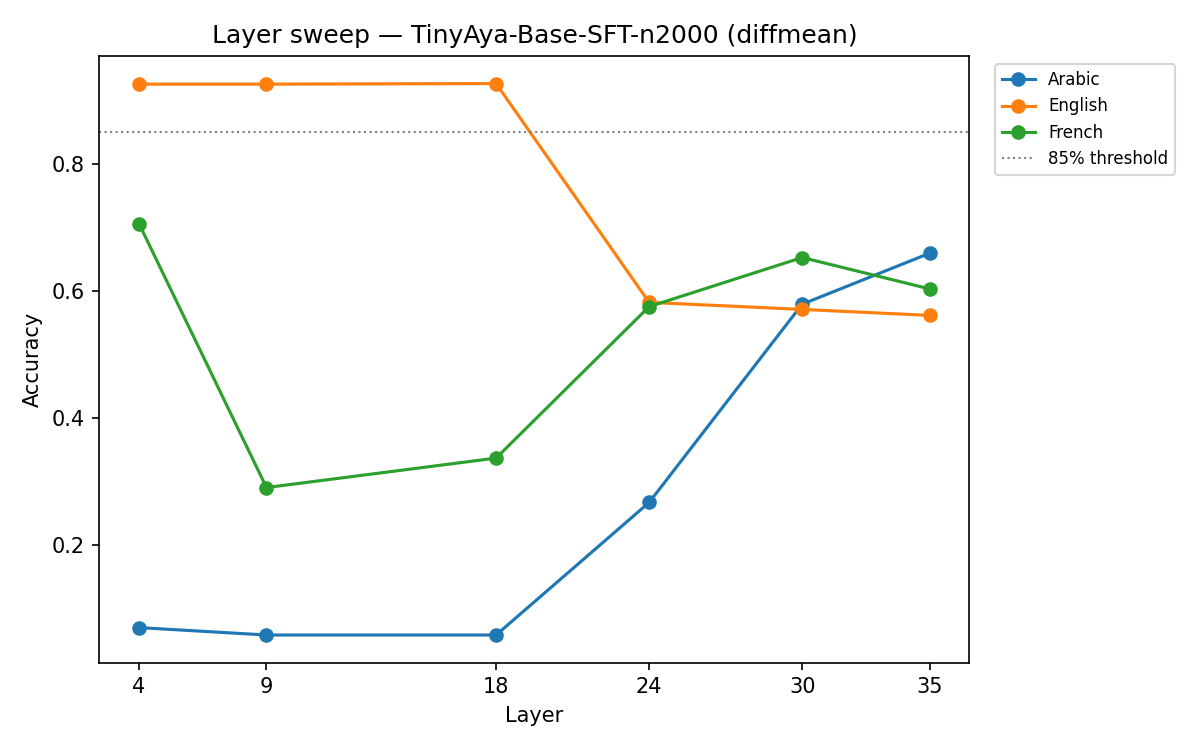 Layer sweep — TinyAya-Base-SFT-n2000 (diffmean)
Arabic
English
French
85% threshold
Accuracy
0.8
0.6
0.4
0.2
4 9 18 24 30 35
Layer